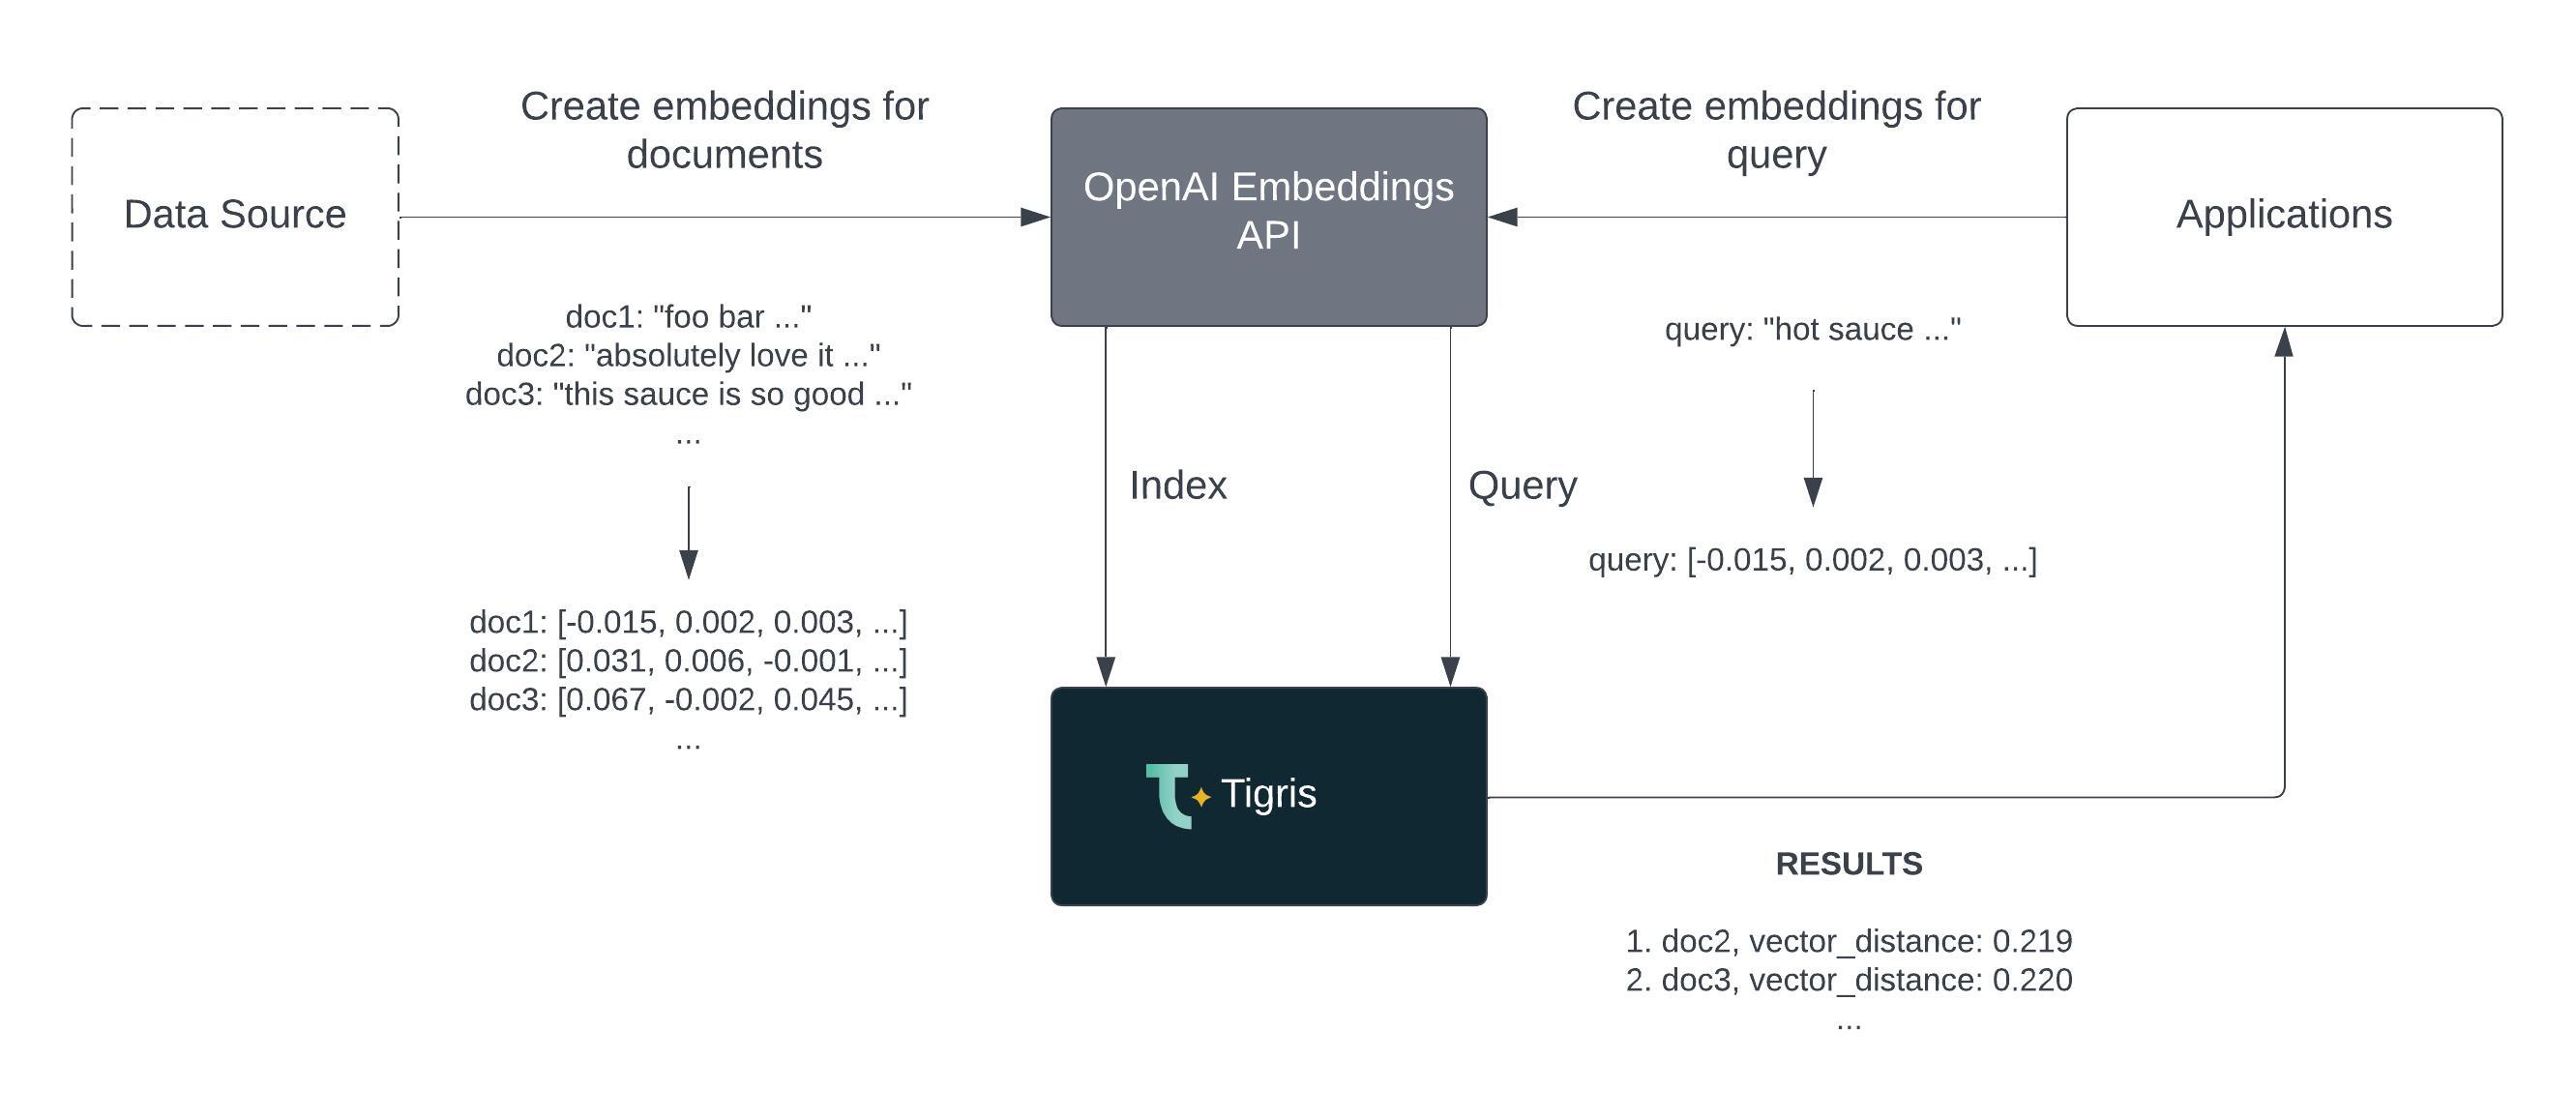 Create embeddings for
documents
Create embeddings for
query
Data Source
OpenAI Embeddings
API
Applications
doc1: "foo bar ..."
doc2: "absolutely love it ..."
doc3: "this sauce is so good ..."
...
query: "hot sauce ..."
Index
Query
query: [-0.015, 0.002, 0.003, ...]
doc1: [-0.015, 0.002, 0.003, ...]
doc2: [0.031, 0.006, -0.001, ...]
doc3: [0.067, -0.002, 0.045, ...]
...
Tigris
RESULTS
1. doc2, vector_distance: 0.219
2. doc3, vector_distance: 0.220
...